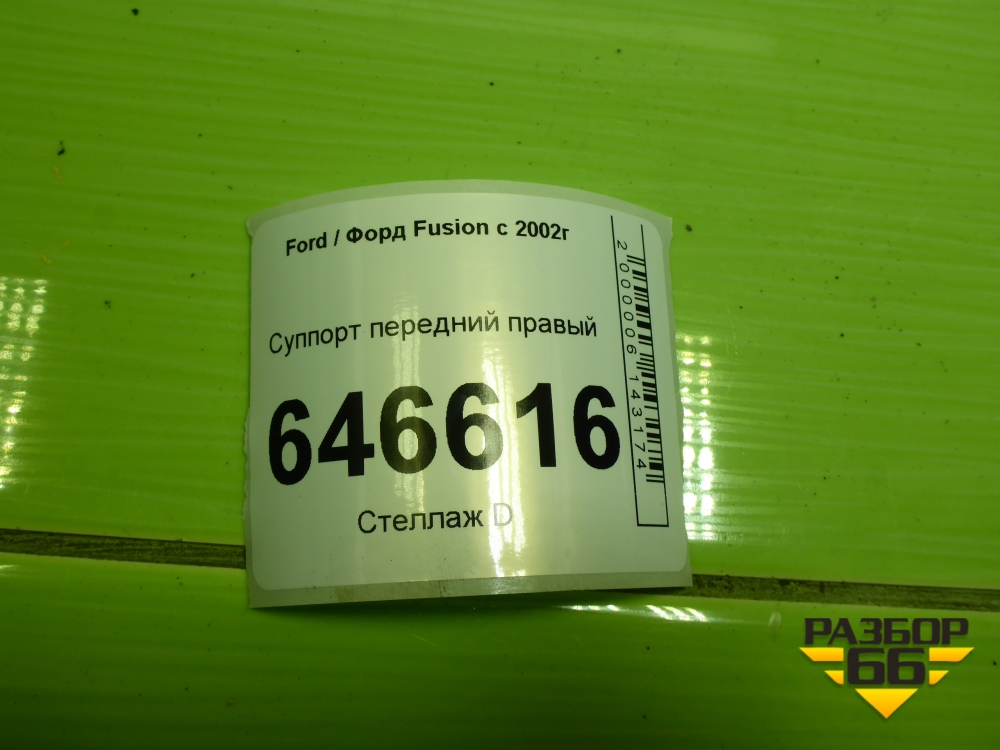 Ford / Форд Fusion с 2002г
Суппорт передний правый
646616
Стеллаж D
2000006143174
РАЗБОР
66